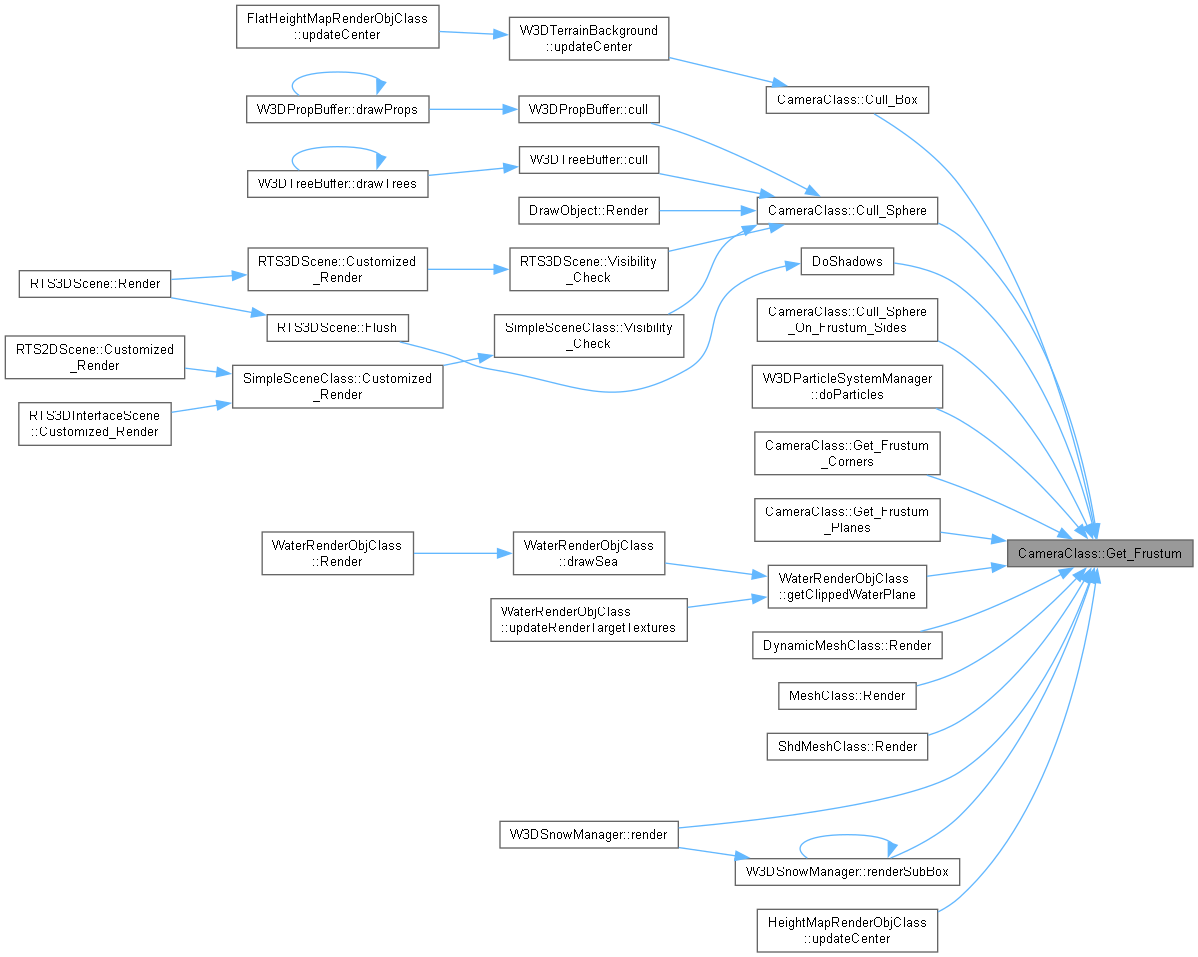 FlatHeightMapRenderObjClass
::updateCenter
W3DTerrainBackground
::updateCenter
CameraClass::Cull_Box
W3DPropBuffer::drawProps
W3DPropBuffer::cull
W3DTreeBuffer::cull
W3DTreeBuffer::drawTrees
DrawObject::Render
CameraClass::Cull_Sphere
RTS3DScene::Render
RTS3DScene::Customized
_Render
RTS3DScene::Visibility
_Check
DoShadows
RTS3DScene::Flush
SimpleSceneClass::Visibility
_Check
CameraClass::Cull_Sphere
_On_Frustum_Sides
RTS2DScene::Customized
_Render
SimpleSceneClass::Customized
_Render
W3DParticleSystemManager
::doParticles
RTS3DInterfaceScene
::Customized_Render
CameraClass::Get_Frustum
_Corners
CameraClass::Get_Frustum
_Planes
WaterRenderObjClass
::Render
WaterRenderObjClass
::drawSea
CameraClass::Get_Frustum
WaterRenderObjClass
::getClippedWaterPlane
WaterRenderObjClass
::updateRenderTargetTextures
DynamicMeshClass::Render
MeshClass::Render
ShdMeshClass::Render
W3DSnowManager::render
W3DSnowManager::renderSubBox
HeightMapRenderObjClass
::updateCenter